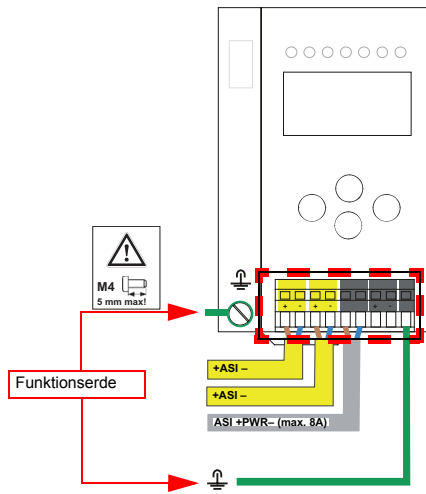 M4
5 mm max!
+ - + - + -
+ASI –
Funktionserde
+ASI –
ASI +PWR– (max. 8A)